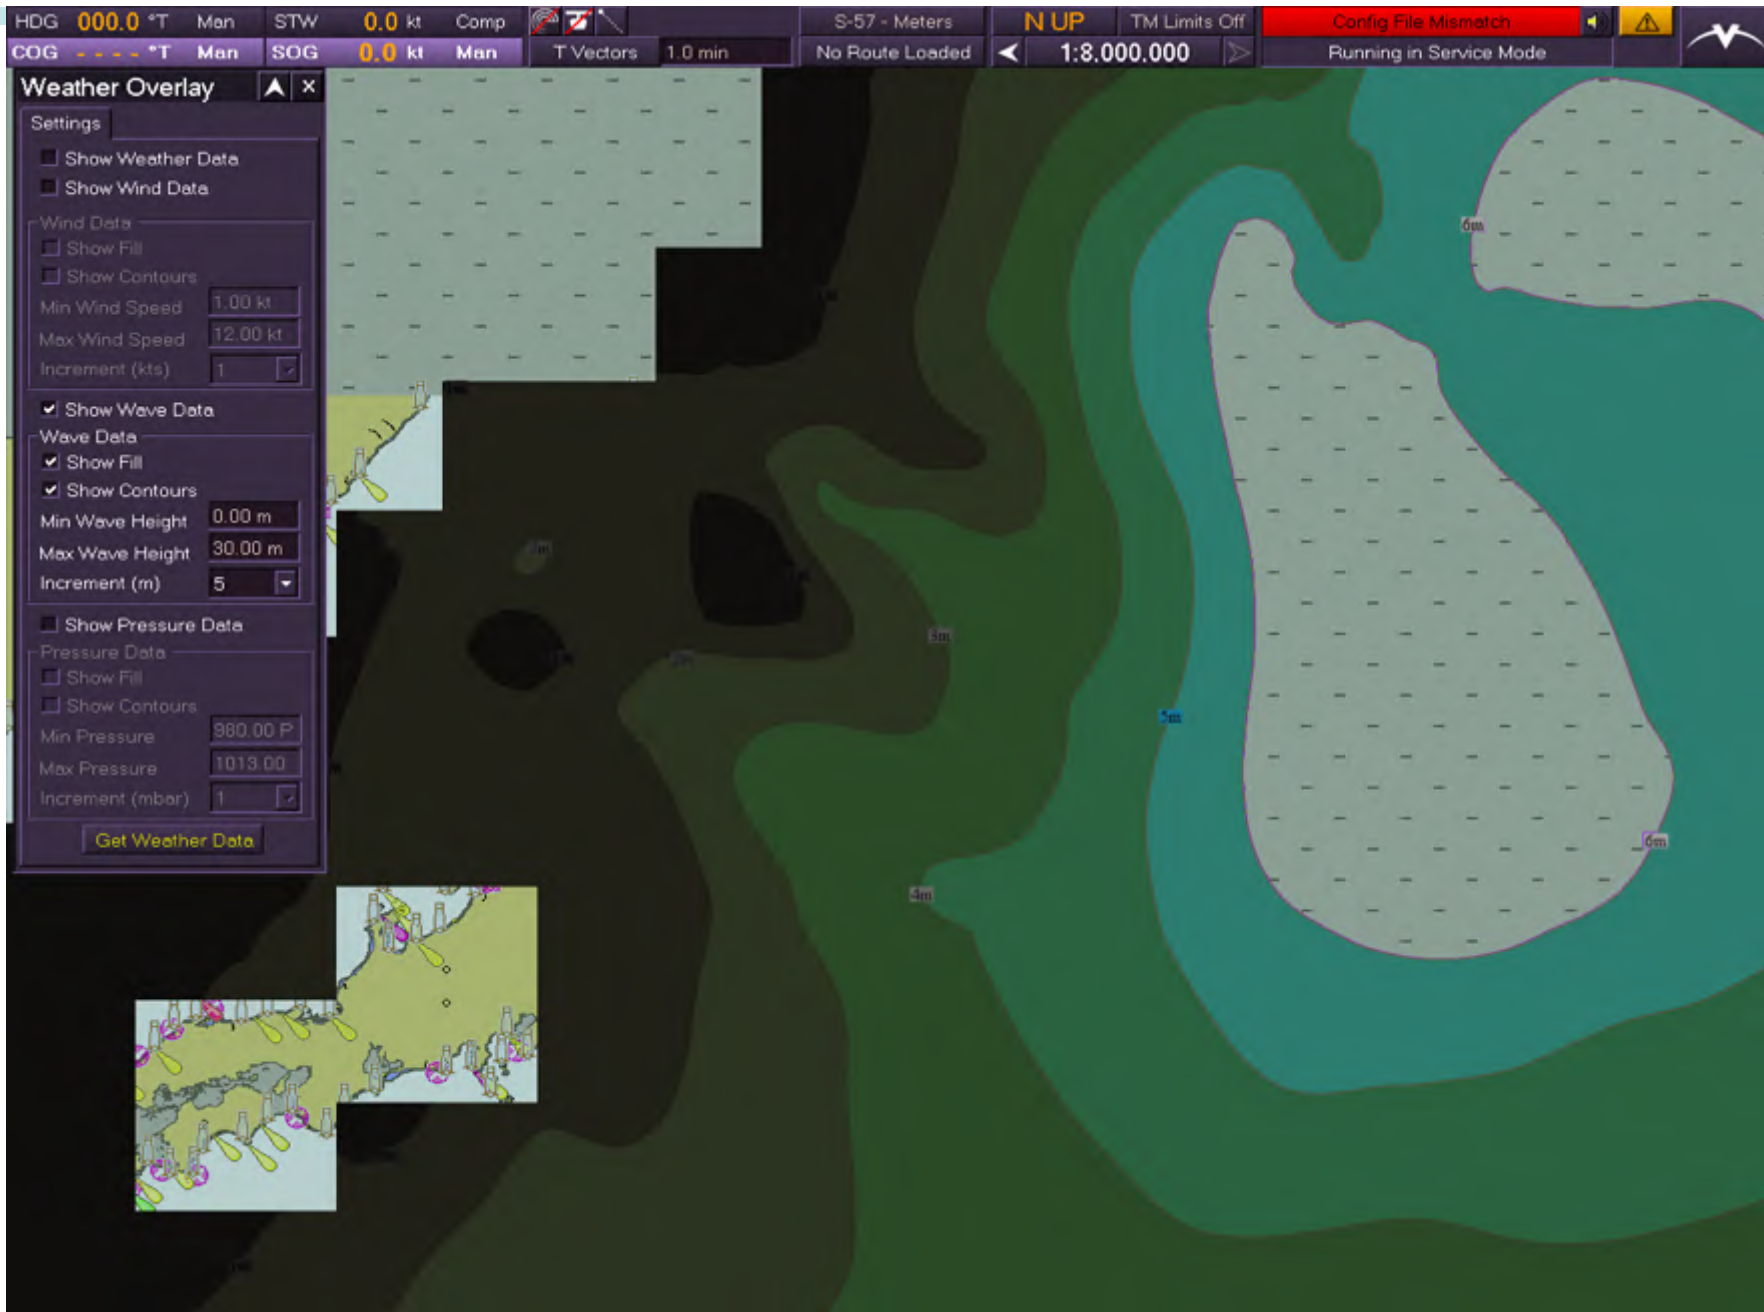 HDG 000.0 °T Man STW 0.0 kt Comp S-57 - Meters N UP TM Limits Off Config File Mismatch
COG - - - - °T Man SOG 0.0 kt Man T Vectors 1.0 min No Route Loaded 1:8.000.000 Running in Service Mode
Weather Overlay
Settings
Show Weather Data
Show Wind Data
Wind Data
Show Fill
Show Contours
Min Wind Speed 1.00 kt
Max Wind Speed 12.00 kt
Increment (kts) 1
Show Wave Data
Wave Data
Show Fill
Show Contours
Min Wave Height 0.00 m
Max Wave Height 30.00 m
Increment (m) 5
Show Pressure Data
Pressure Data
Show Fill
Show Contours
Min Pressure 980.00 P
Max Pressure 1013.00
Increment (mbar) 1
Get Weather Data
6m
3m
2m
5m
6m
4m